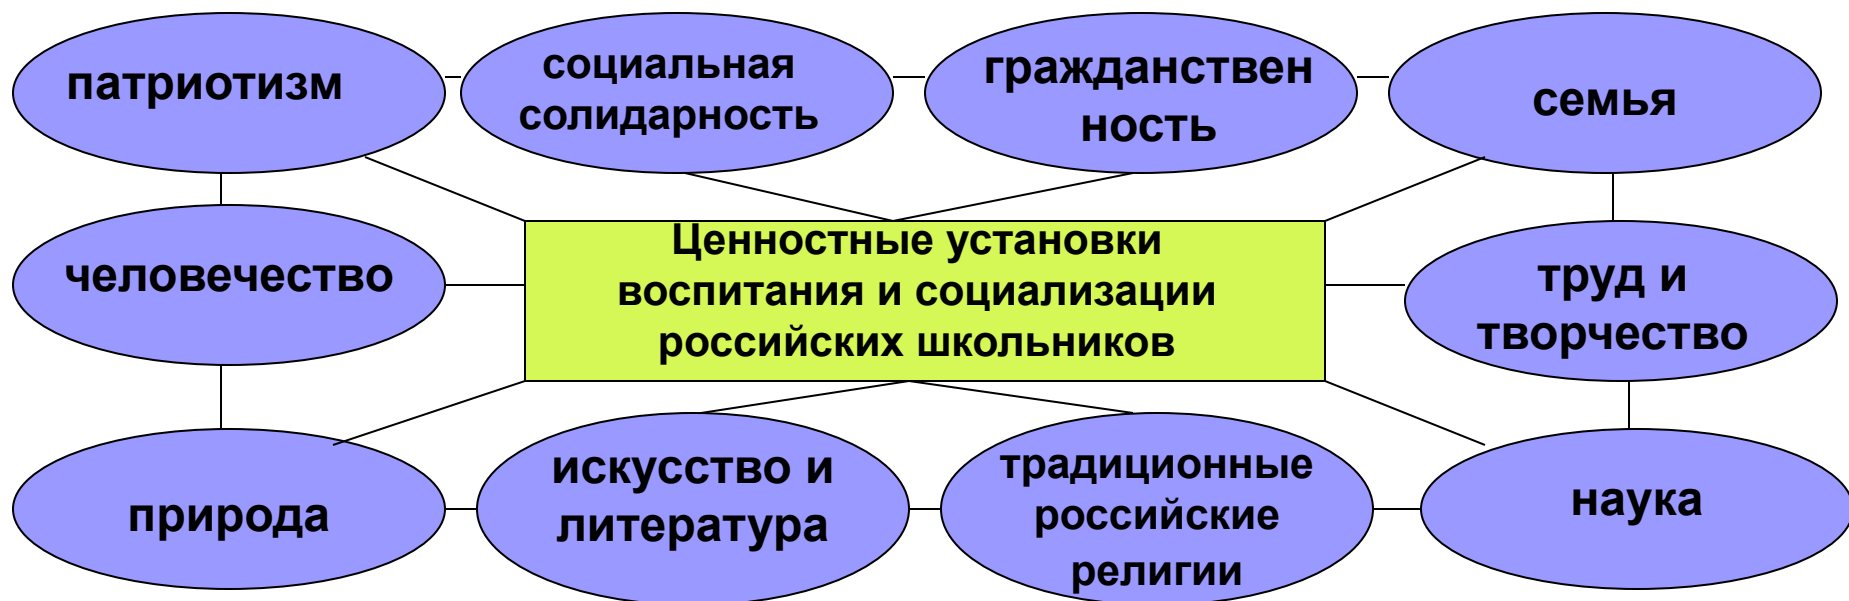 патриотизм
социальная
солидарность
гражданствен
ность
семья
человечество
Ценностные установки
воспитания и социализации
российских школьников
труд и
творчество
природа
искусство и
литература
традиционные
российские
религии
наука